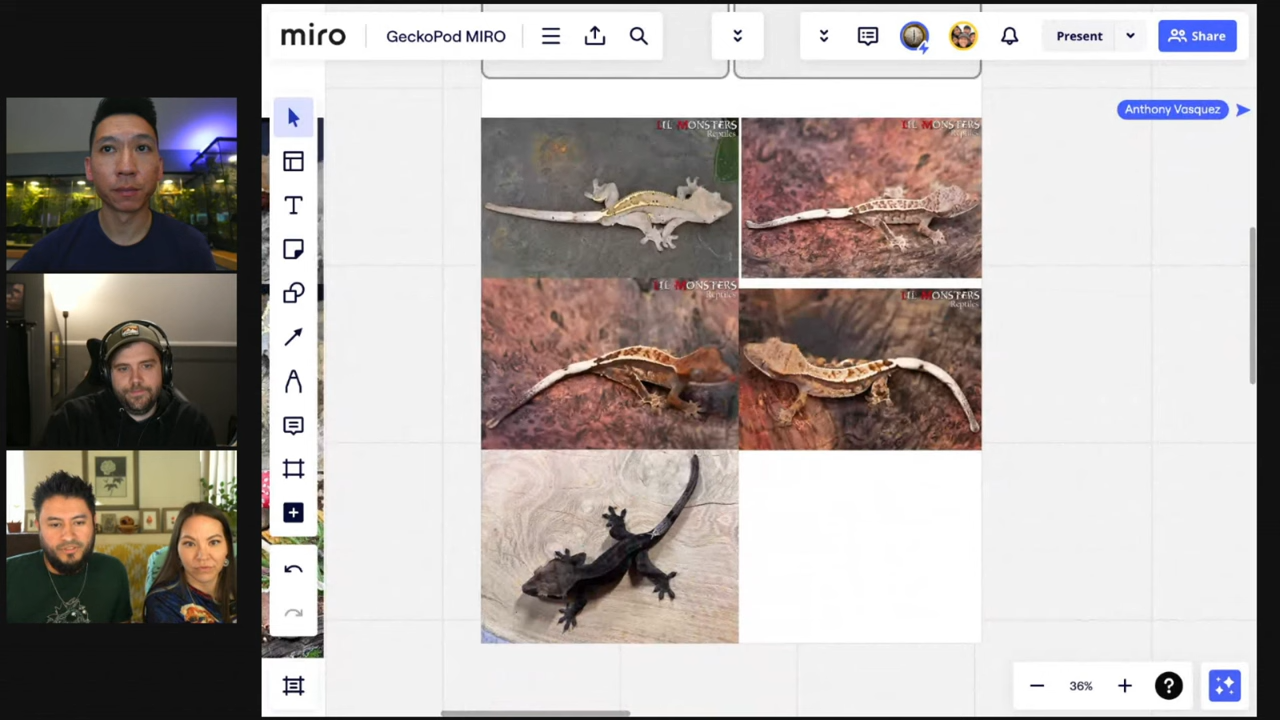 miro
GeckoPod MIRO
Present
Share
Anthony Vasquez
LIL MONSTERS
Reptiles
LIL MONSTERS
Reptiles
LIL MONSTERS
Reptiles
LIL MONSTERS
Reptiles
36%
?